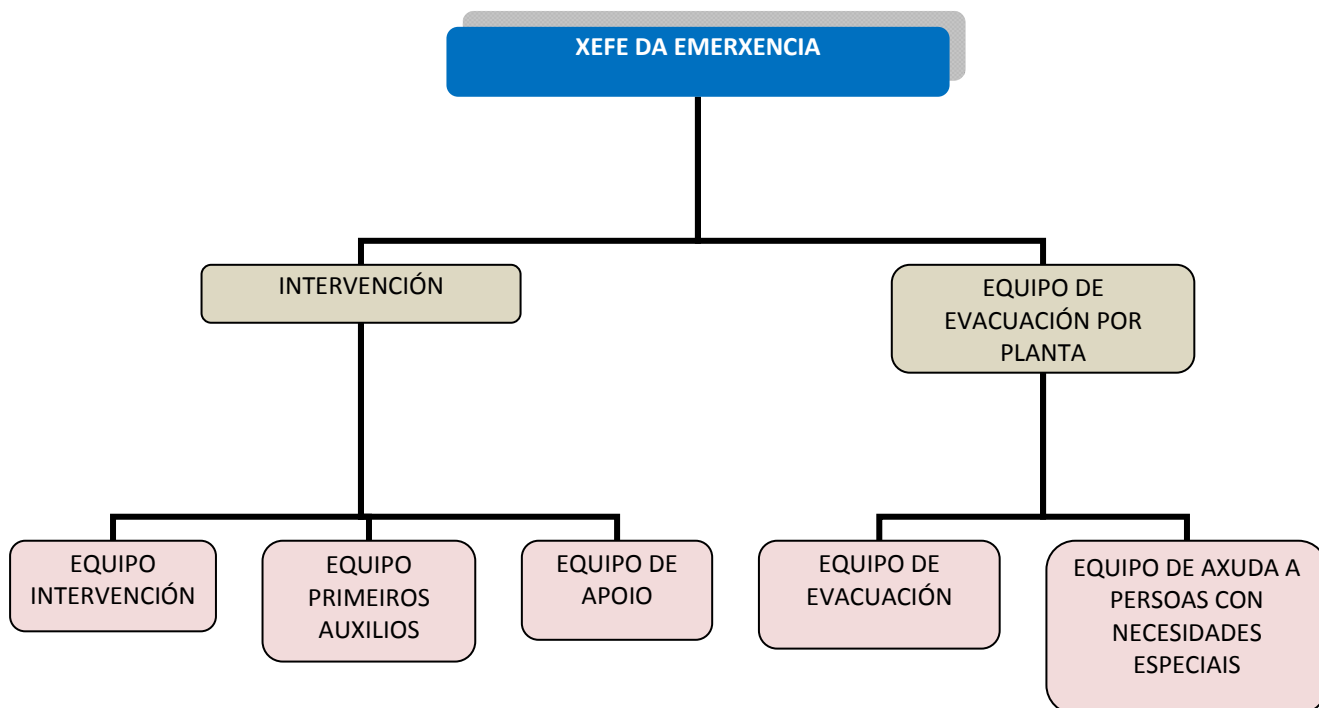 XEFE DA EMERXENCIA
INTERVENCIÓN
EQUIPO DE
EVACUACIÓN POR
PLANTA
EQUIPO
INTERVENCIÓN
EQUIPO
PRIMEIROS
AUXILIOS
EQUIPO DE
APOIO
EQUIPO DE
EVACUACIÓN
EQUIPO DE AXUDA A
PERSOAS CON
NECESIDADES
ESPECIAIS